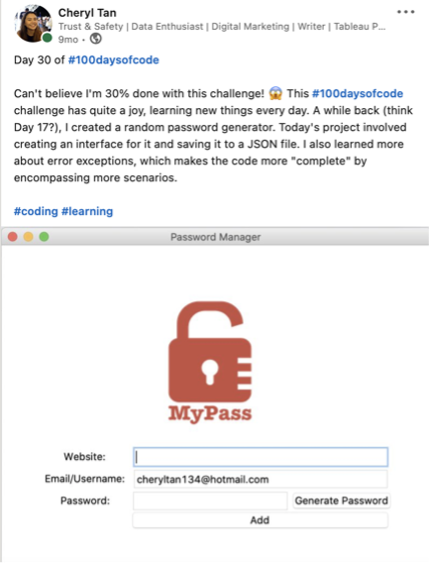 Cheryl Tan
Trust & Safety | Data Enthusiast | Digital Marketing | Writer | Tableau P...
9mo •
Day 30 of #100daysofcode
Can't believe I'm 30% done with this challenge! 😱 This #100daysofcode
challenge has quite a joy, learning new things every day. A while back (think
Day 17?), I created a random password generator. Today's project involved
creating an interface for it and saving it to a JSON file. I also learned more
about error exceptions, which makes the code more "complete" by
encompassing more scenarios.
#coding #learning
Password Manager
MyPass
Website:
Email/Username: cheryltan134@hotmail.com
Password: Generate Password
Add